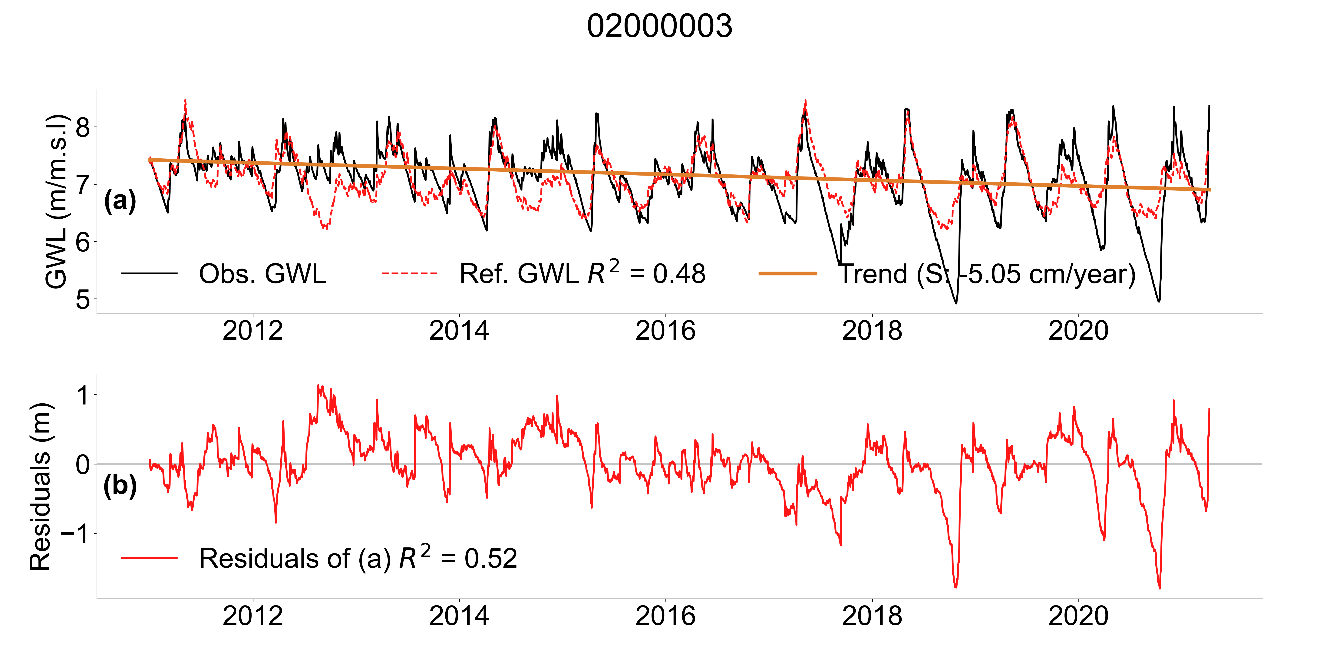 02000003
GWL (m/m.s.l)
8
7
6
5
(a)
Obs. GWL
Ref. GWL R² = 0.48
Trend (S: -5.05 cm/year)
2012 2014 2016 2018 2020
Residuals (m)
1
0
−1
(b)
Residuals of (a) R² = 0.52
2012 2014 2016 2018 2020